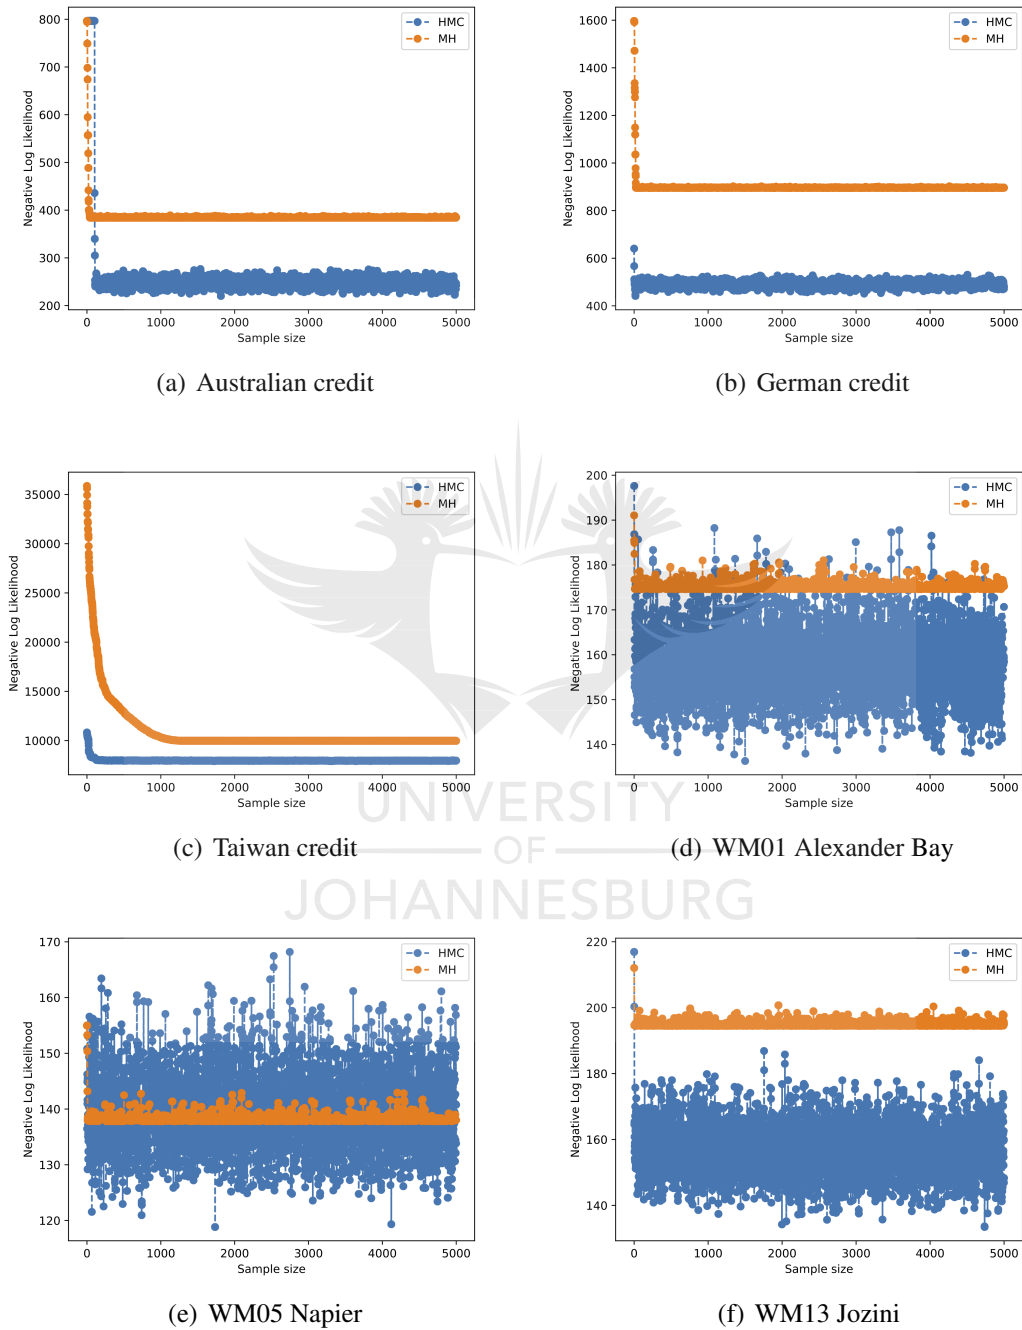 800
700
600
500
400
300
200
0
1000
2000
3000
4000
5000
Negative Log Likelihood
Sample size
HMC
MH
(a) Australian credit
1600
1400
1200
1000
800
600
400
0
1000
2000
3000
4000
5000
Negative Log Likelihood
Sample size
HMC
MH
(b) German credit
35000
30000
25000
20000
15000
10000
0
1000
2000
3000
4000
5000
Negative Log Likelihood
Sample size
HMC
MH
(c) Taiwan credit
200
190
180
170
160
150
140
0
1000
2000
3000
4000
5000
Negative Log Likelihood
Sample size
HMC
MH
(d) WM01 Alexander Bay
UNIVERSITY
OF
JOHANNESBURG
170
160
150
140
130
120
0
1000
2000
3000
4000
5000
Negative Log Likelihood
Sample size
HMC
MH
(e) WM05 Napier
220
200
180
160
140
0
1000
2000
3000
4000
5000
Negative Log Likelihood
Sample size
HMC
MH
(f) WM13 Jozini